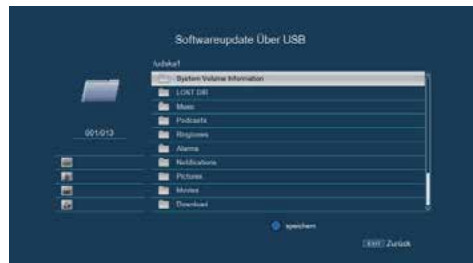 Softwareupdate Über USB
System Volume Information
LOST.DIR
Music
Podcasts
001/013
Ringtones
Alarms
Notifications
Pictures
Movies
Download
speichern
EXIT Zurück